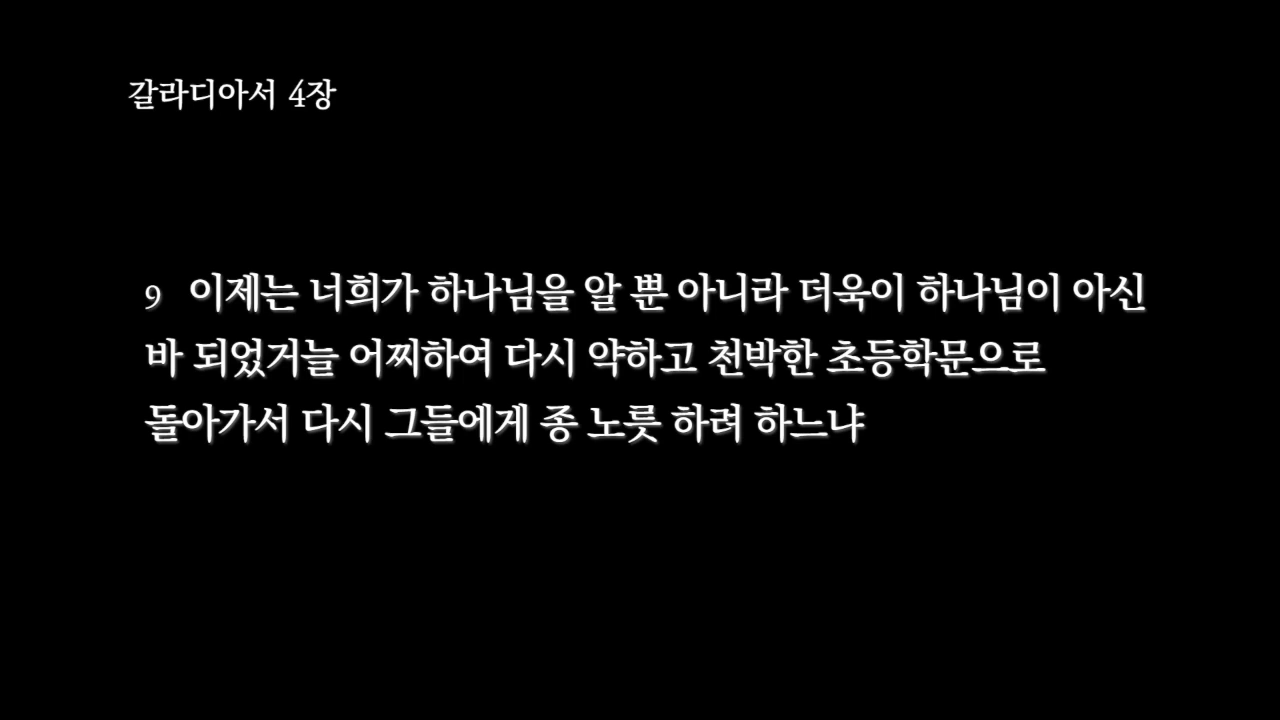 갈라디아서 4장
9 이제는 너희가 하나님을 알 뿐 아니라 더욱이 하나님이 아신
바 되었거늘 어찌하여 다시 약하고 천박한 초등학문으로
돌아가서 다시 그들에게 종 노릇 하려 하느냐